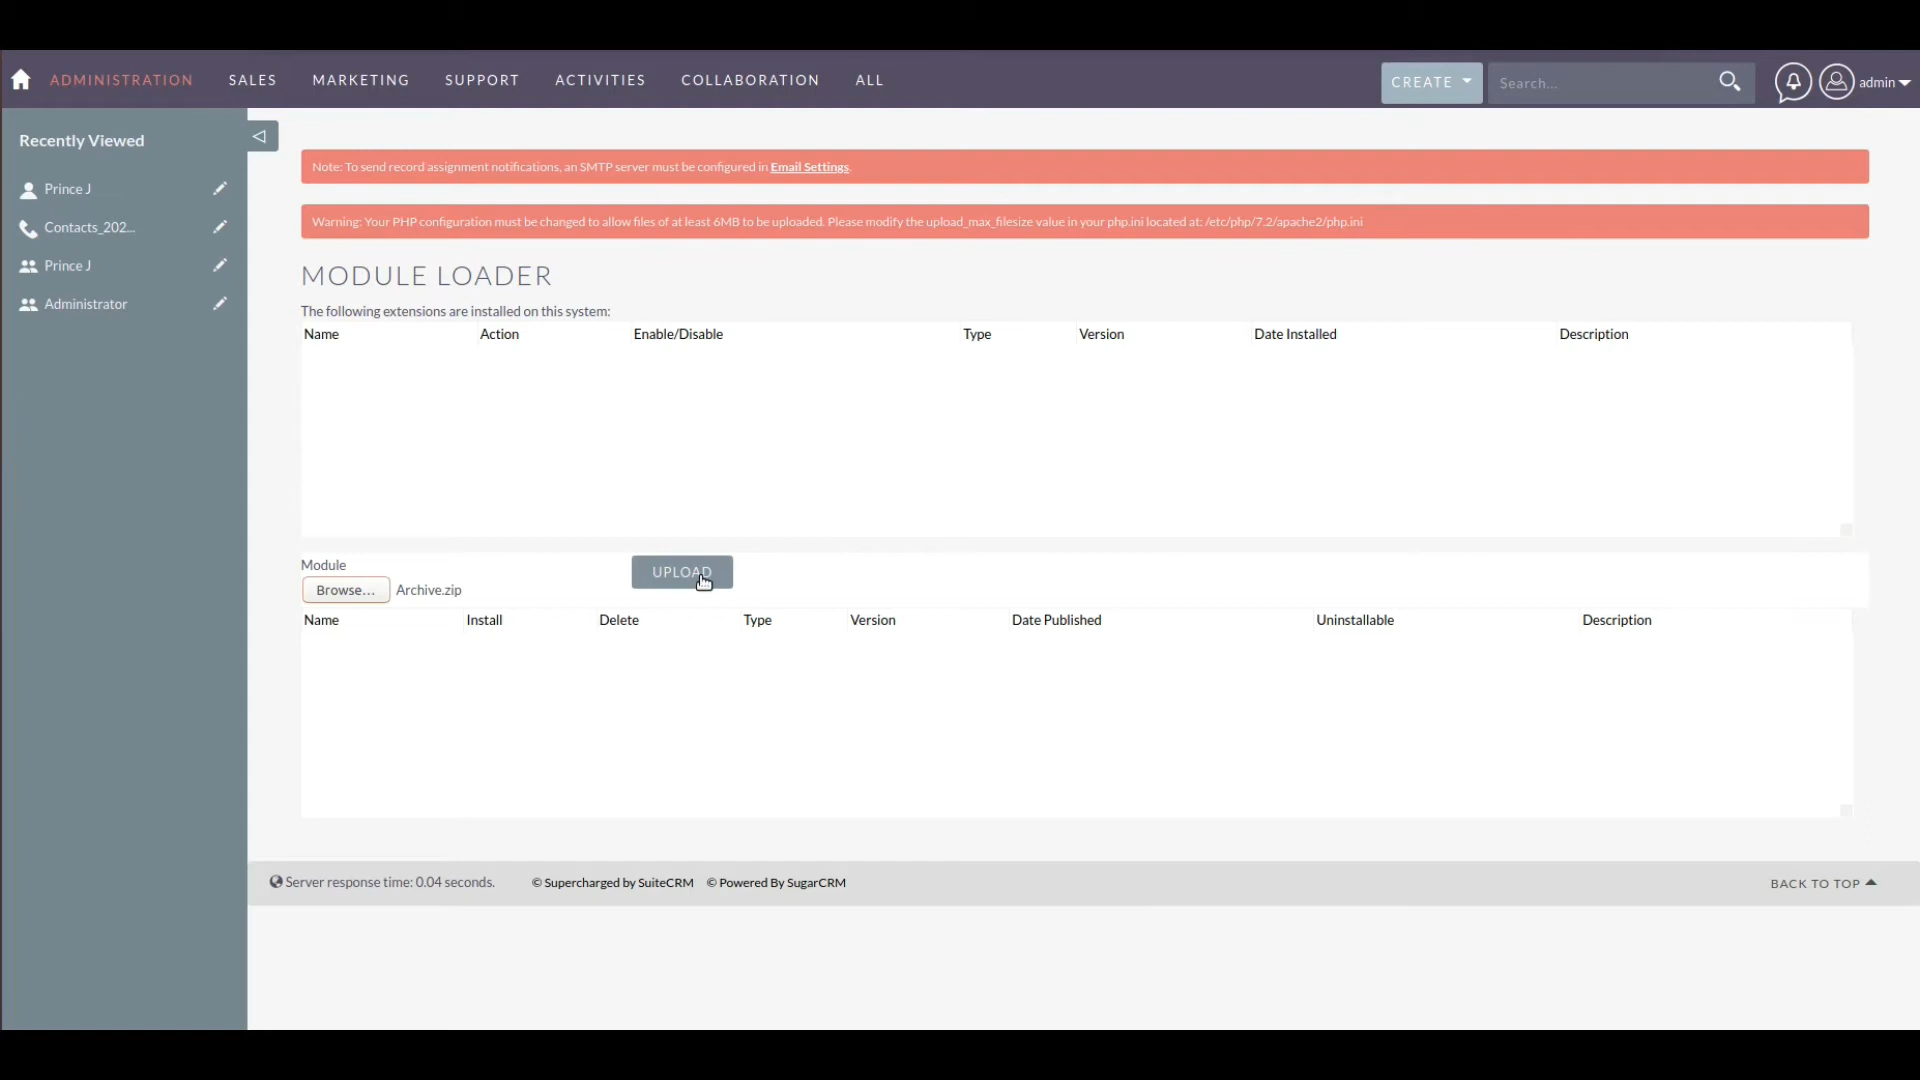 ADMINISTRATION SALES MARKETING SUPPORT ACTIVITIES COLLABORATION ALL CREATE Search... admin
Recently Viewed
Prince J
Contacts_202...
Prince J
Administrator
Note: To send record assignment notifications, an SMTP server must be configured in Email Settings.
Warning: Your PHP configuration must be changed to allow files of at least 6MB to be uploaded. Please modify the upload_max_filesize value in your php.ini located at: /etc/php/7.2/apache2/php.ini
MODULE LOADER
The following extensions are installed on this system:
Name Action Enable/Disable Type Version Date Installed Description
Module
UPLOAD
Browse... Archive.zip
Name Install Delete Type Version Date Published Uninstallable Description
Server response time: 0.04 seconds. © Supercharged by SuiteCRM © Powered By SugarCRM BACK TO TOP